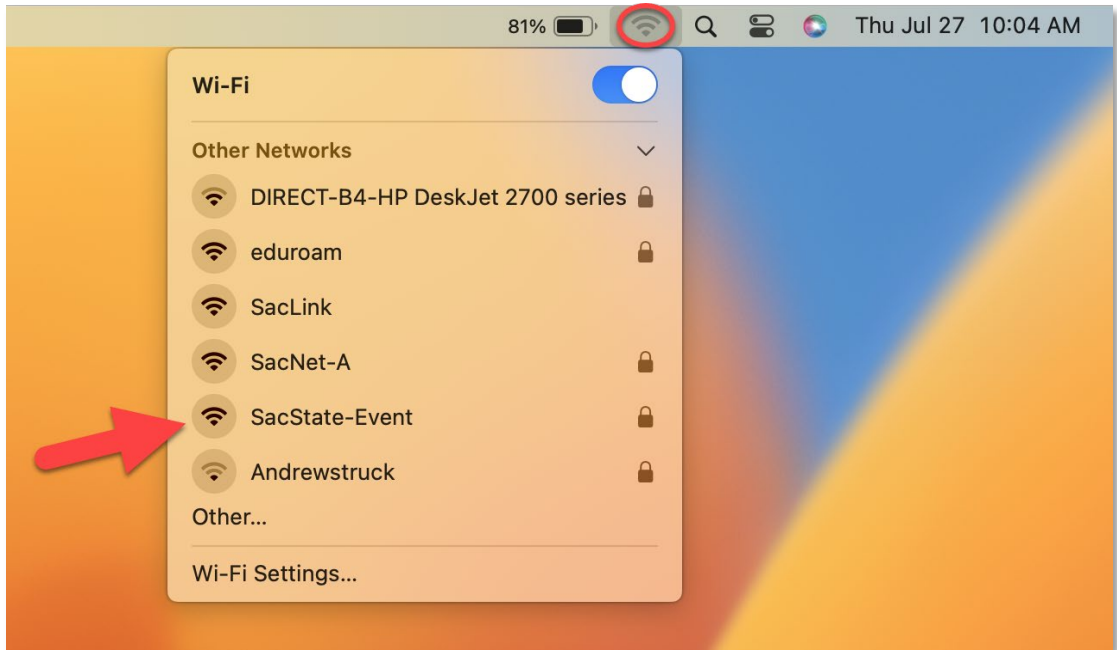 81% Thu Jul 27 10:04 AM
Wi-Fi
Other Networks
DIRECT-B4-HP DeskJet 2700 series
eduroam
SacLink
SacNet-A
SacState-Event
Andrewstruck
Other...
Wi-Fi Settings...